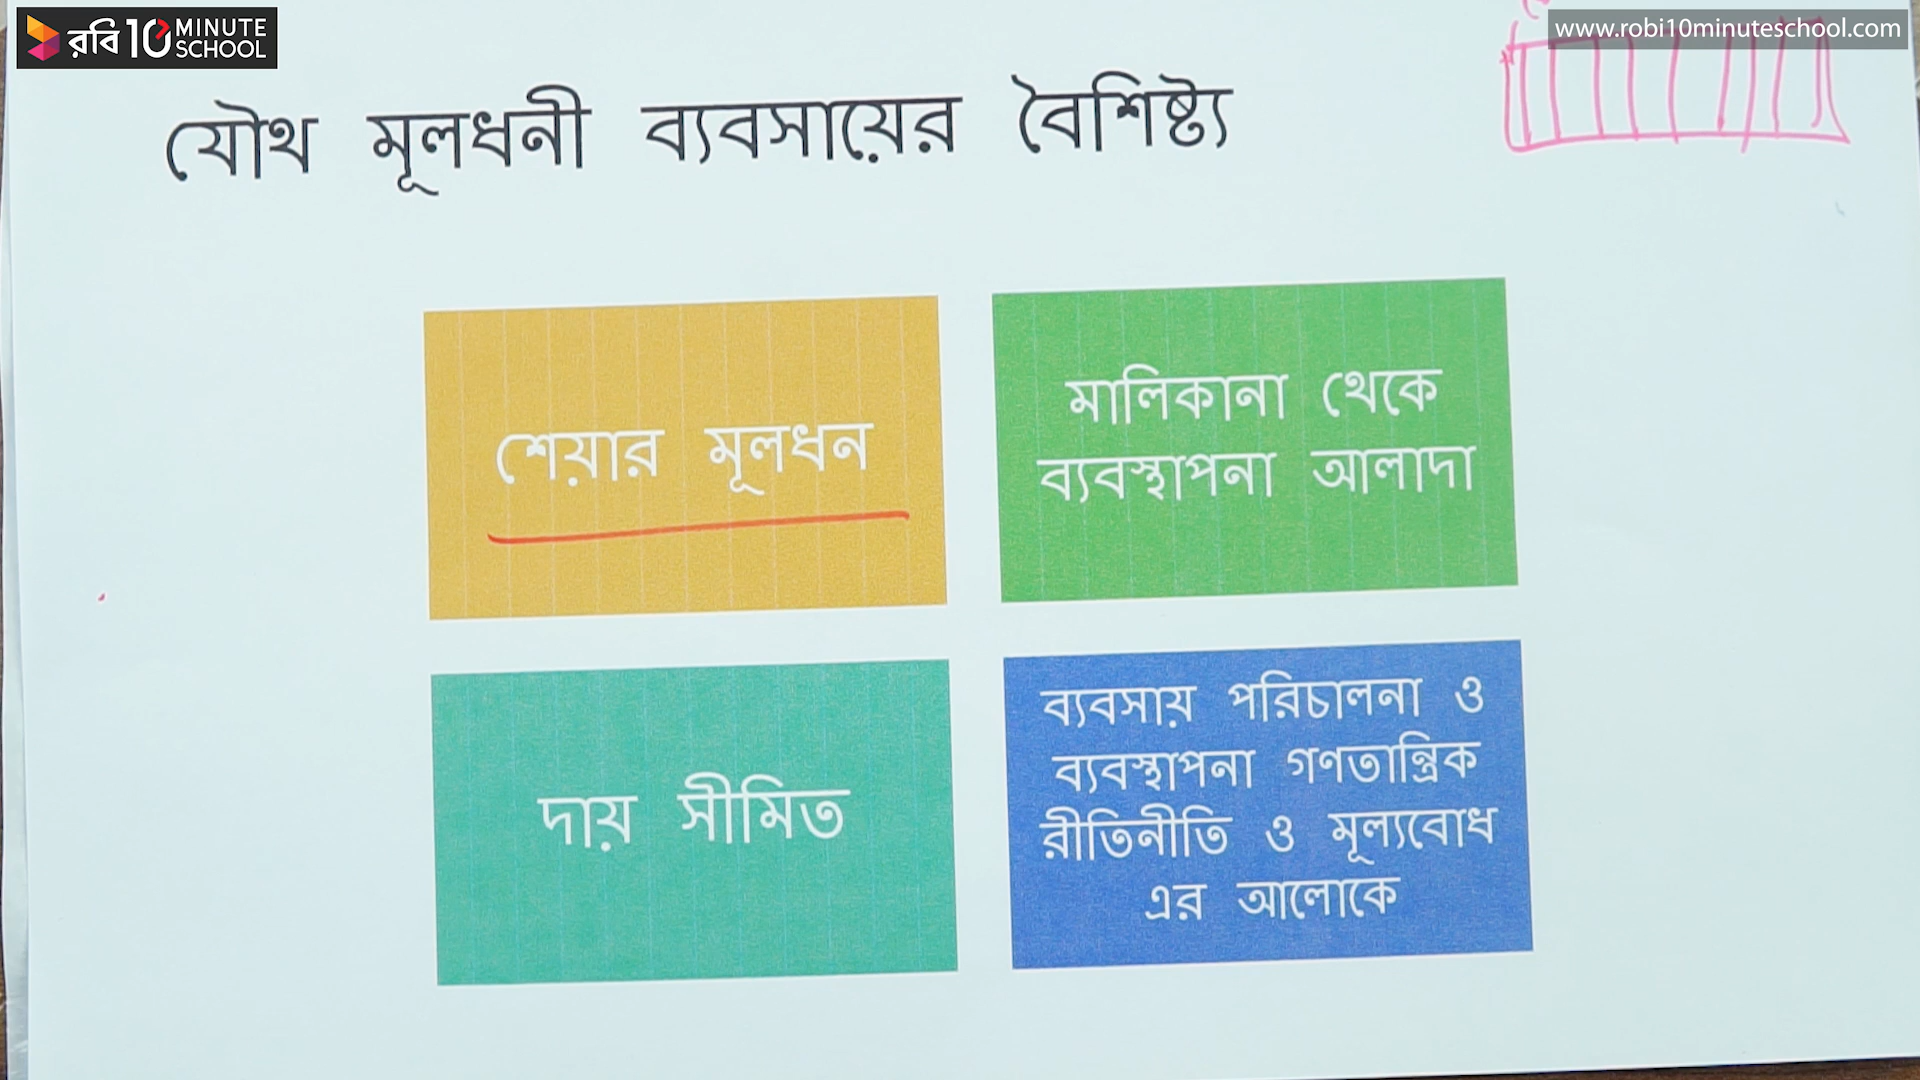 রবি 10 MINUTE SCHOOL
www.robi10minuteschool.com
যৌথ মূলধনী ব্যবসায়ের বৈশিষ্ট্য
শেয়ার মূলধন
মালিকানা থেকে
ব্যবস্থাপনা আলাদা
দায় সীমিত
ব্যবসায় পরিচালনা ও
ব্যবস্থাপনা গণতান্ত্রিক
রীতিনীতি ও মূল্যবোধ
এর আলোকে